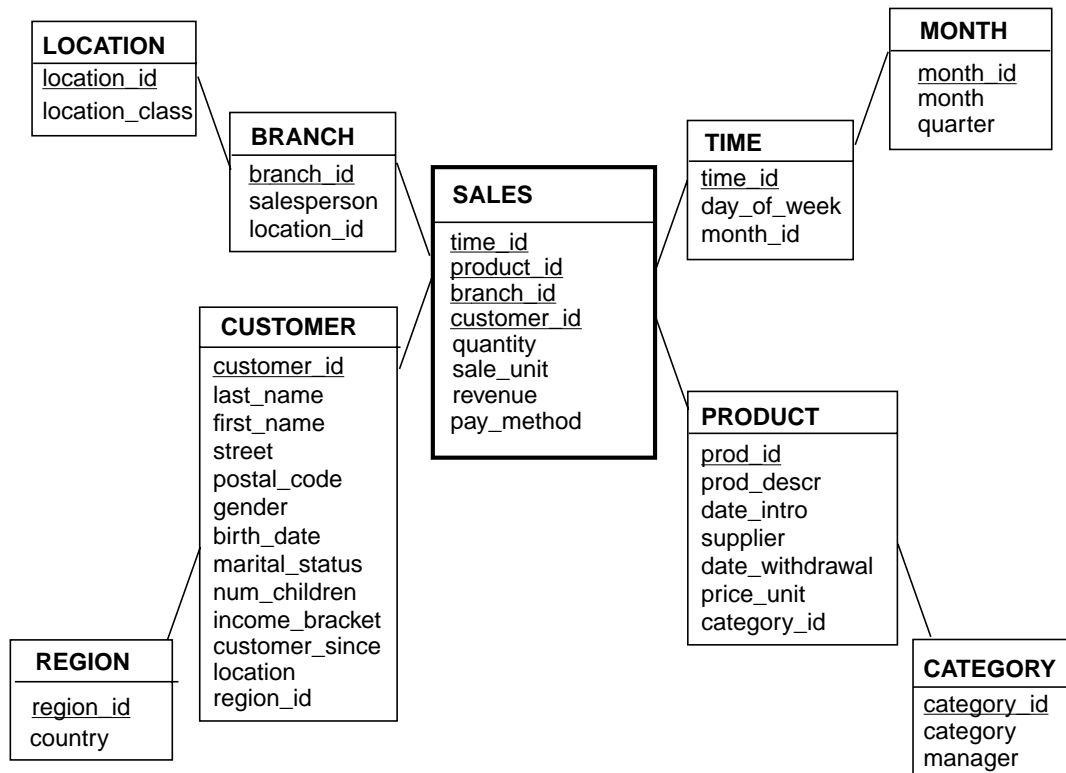 LOCATION
location_id
location_class
BRANCH
branch_id
salesperson
location_id
CUSTOMER
customer_id
last_name
first_name
street
postal_code
gender
birth_date
marital_status
num_children
income_bracket
customer_since
location
region_id
REGION
region_id
country
SALES
time_id
product_id
branch_id
customer_id
quantity
sale_unit
revenue
pay_method
MONTH
month_id
month
quarter
TIME
time_id
day_of_week
month_id
PRODUCT
prod_id
prod_descr
date_intro
supplier
date_withdrawal
price_unit
category_id
CATEGORY
category_id
category
manager